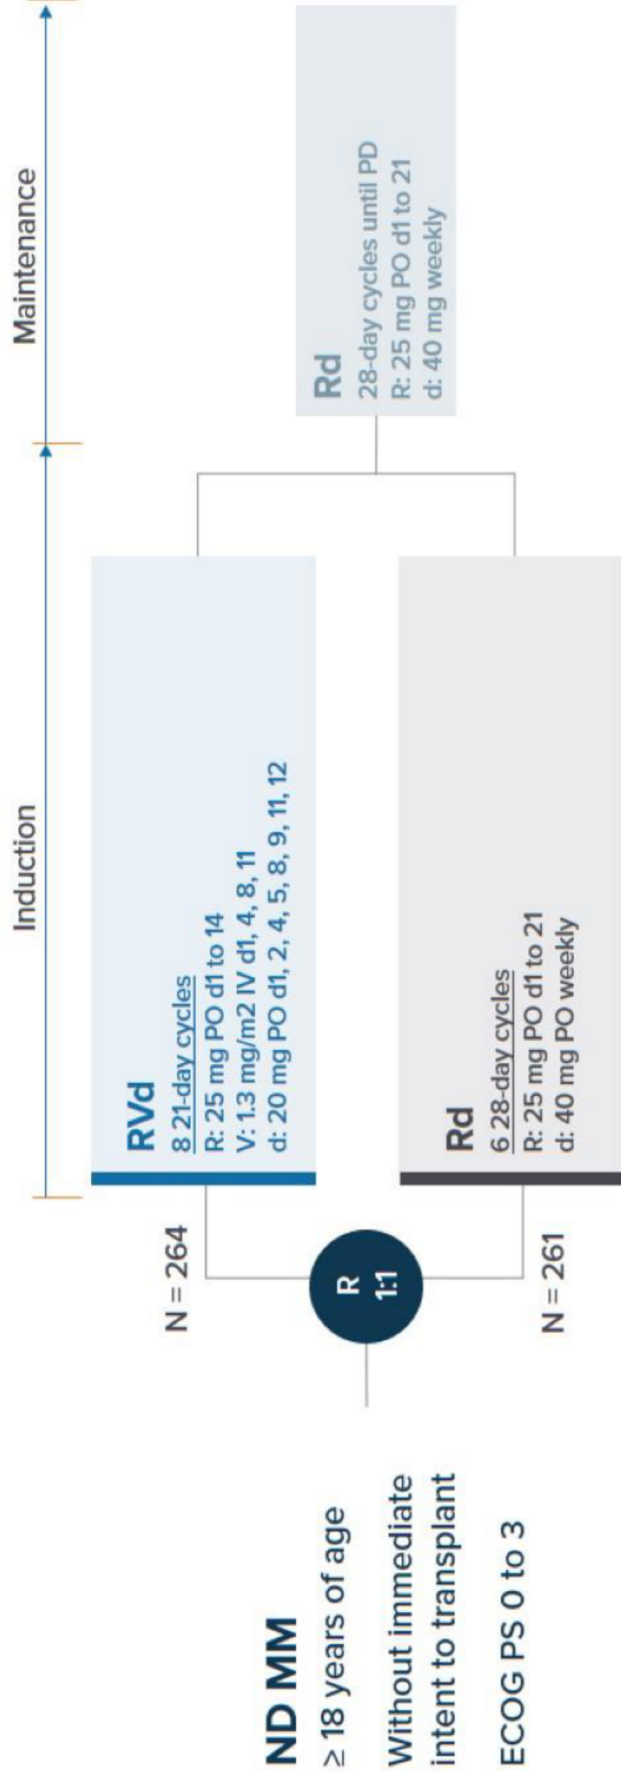 ND MM
≥ 18 years of age
Without immediate
intent to transplant
ECOG PS 0 to 3
R
1:1
N = 264
N = 261
Induction
RVd
8 21-day cycles
R: 25 mg PO d1 to 14
V: 1.3 mg/m2 IV d1, 4, 8, 11
d: 20 mg PO d1, 2, 4, 5, 8, 9, 11, 12
Rd
6 28-day cycles
R: 25 mg PO d1 to 21
d: 40 mg PO weekly
Maintenance
Rd
28-day cycles until PD
R: 25 mg PO d1 to 21
d: 40 mg weekly